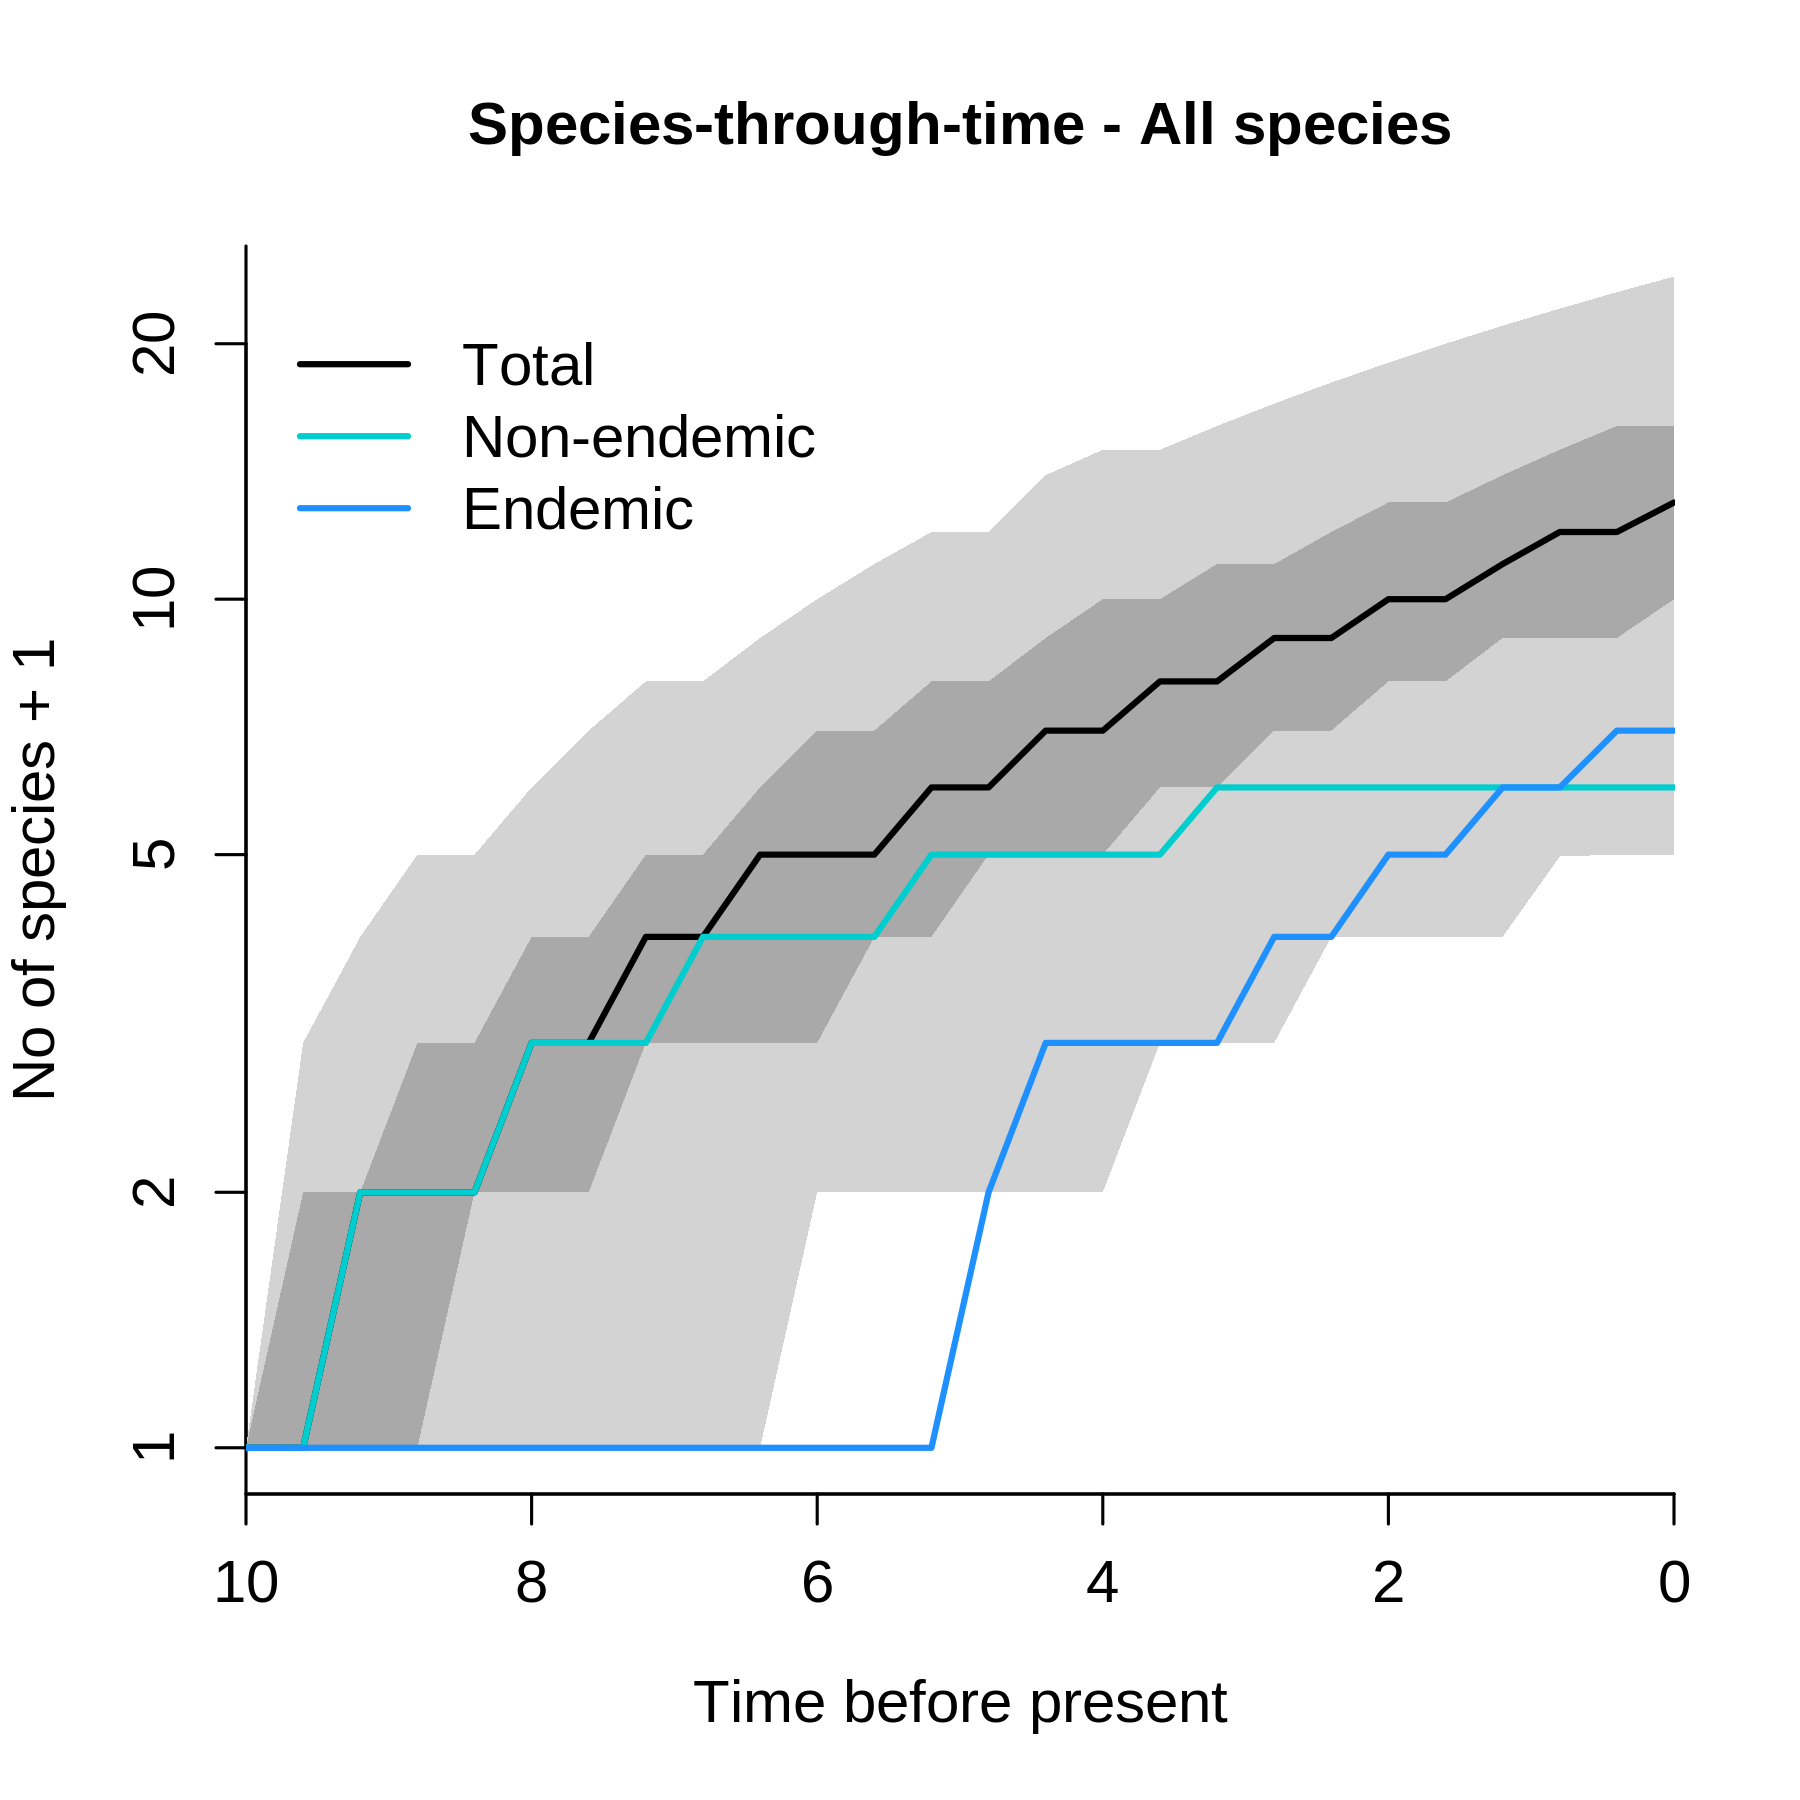 Species-through-time - All species
Total
Non-endemic
Endemic
No of species + 1
20
10
5
2
1
10 8 6 4 2 0
Time before present